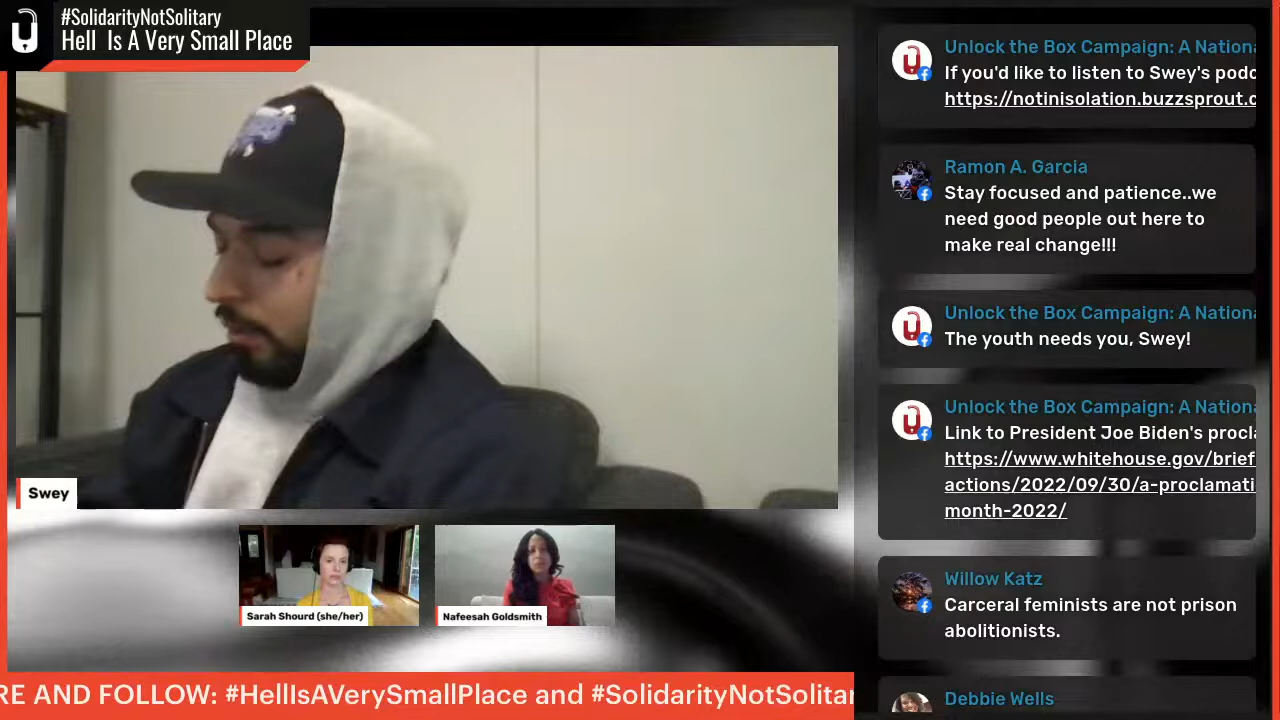 #SolidarityNotSolitary
Hell Is A Very Small Place
Swey
Sarah Shourd (she/her)
Nafeesah Goldsmith
RE AND FOLLOW: #HellIsAVerySmallPlace and #SolidarityNotSolitar
Unlock the Box Campaign: A Nationa
If you'd like to listen to Swey's podc
https://notinisolation.buzzsprout.c
Ramon A. Garcia
Stay focused and patience..we
need good people out here to
make real change!!!
Unlock the Box Campaign: A Nationa
The youth needs you, Swey!
Unlock the Box Campaign: A Nationa
Link to President Joe Biden's procla
https://www.whitehouse.gov/brief
actions/2022/09/30/a-proclamati
month-2022/
Willow Katz
Carceral feminists are not prison
abolitionists.
Debbie Wells